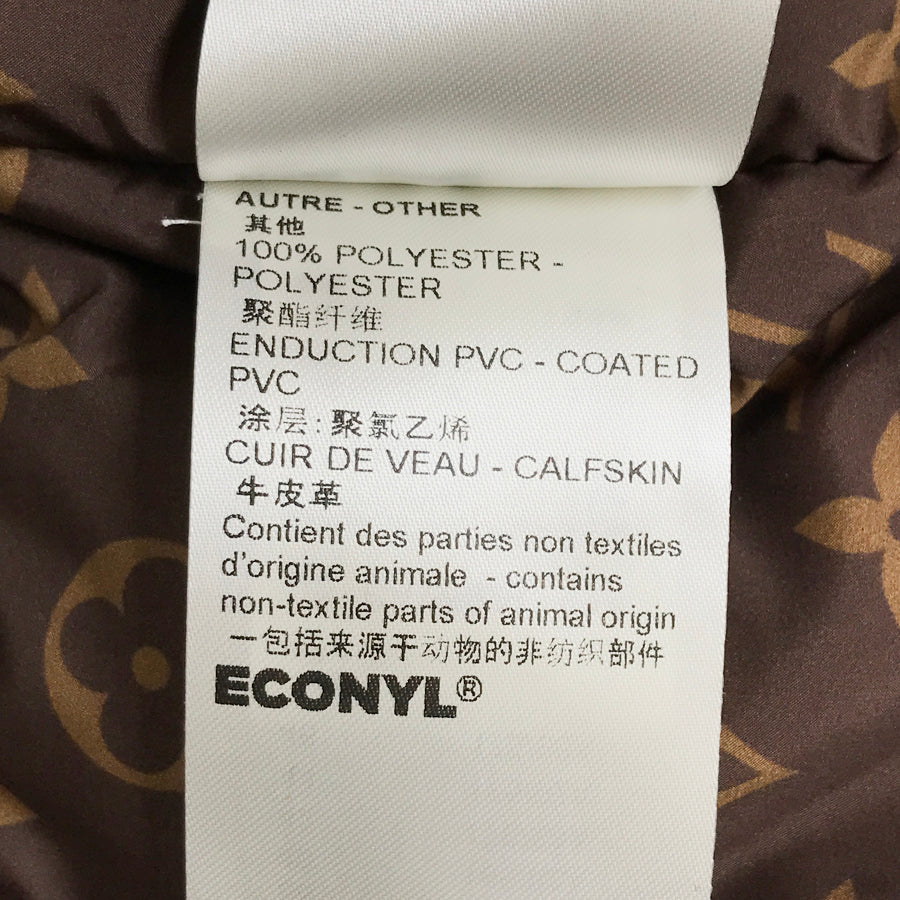 AUTRE - OTHER
其他
100% POLYESTER -
POLYESTER
聚酯纤维
ENDUCTION PVC - COATED
PVC
涂层:聚氯乙烯
CUIR DE VEAU - CALFSKIN
牛皮革
Contient des parties non textiles
d'origine animale - contains
non-textile parts of animal origin
一包括来源于动物的非纺织部件
ECONYL®